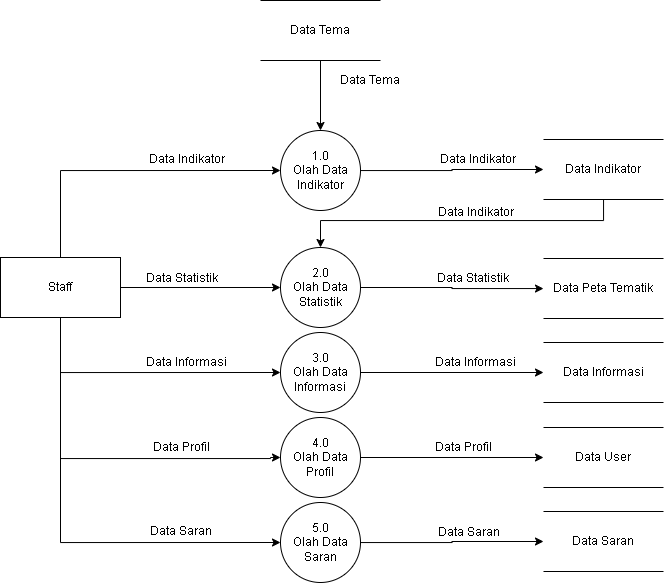 Data Tema
Data Tema
Data Indikator
1.0
Olah Data
Indikator
Data Indikator
Data Indikator
Data Indikator
Staff
Data Statistik
2.0
Olah Data
Statistik
Data Statistik
Data Peta Tematik
Data Informasi
3.0
Olah Data
Informasi
Data Informasi
Data Informasi
Data Profil
4.0
Olah Data
Profil
Data Profil
Data User
Data Saran
5.0
Olah Data
Saran
Data Saran
Data Saran